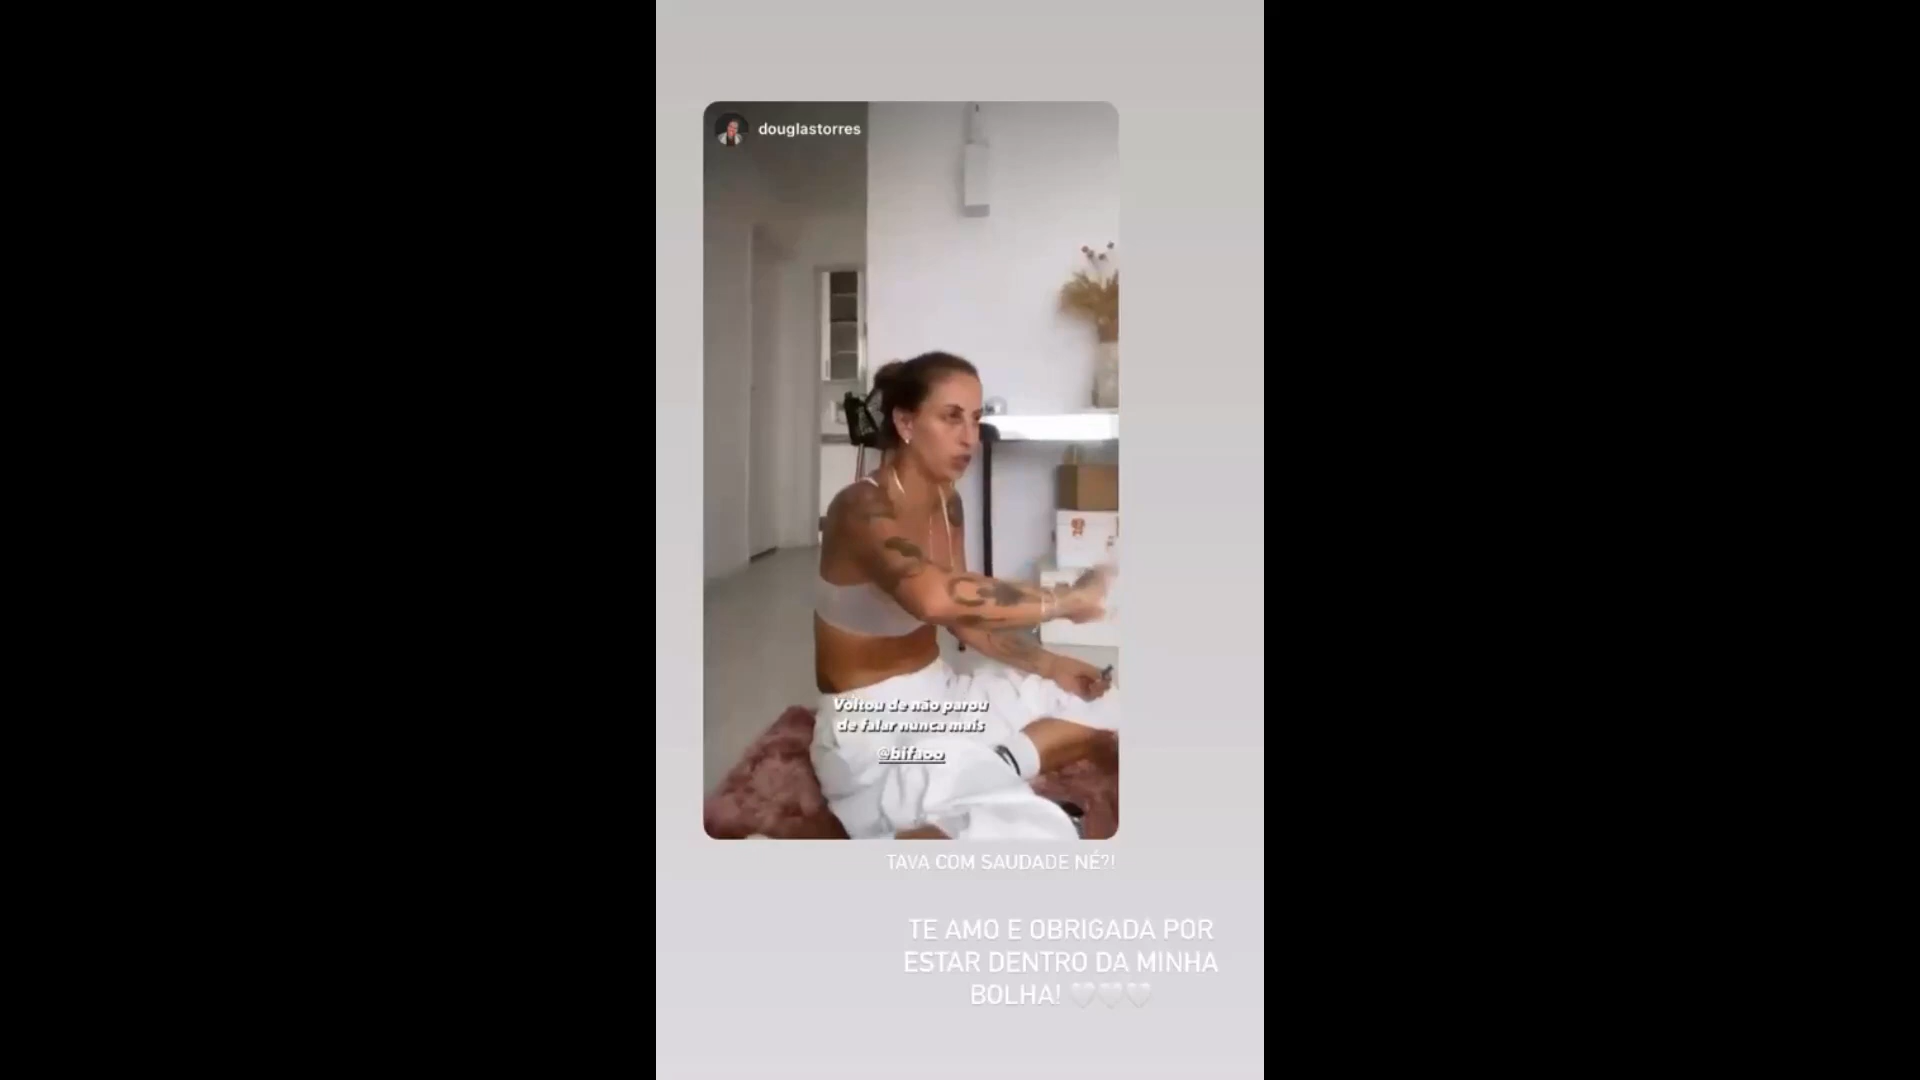 douglastorres
Voltou de não parou
de falar nunca mais
@bifaoo
TAVA COM SAUDADE NÉ?!
TE AMO E OBRIGADA POR
ESTAR DENTRO DA MINHA
BOLHA! 🤍🤍🤍